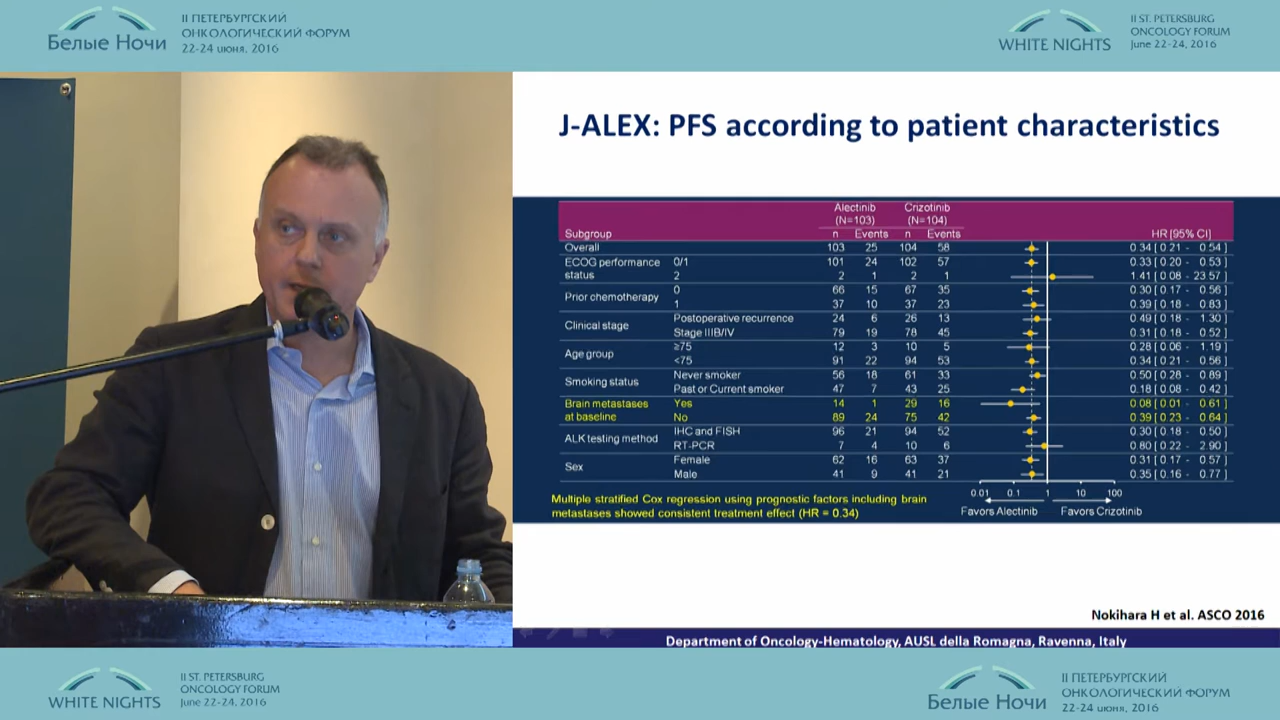 Белые Ночи
II ПЕТЕРБУРГСКИЙ
ОНКОЛОГИЧЕСКИЙ ФОРУМ
22-24 июня, 2016
WHITE NIGHTS
II ST. PETERSBURG
ONCOLOGY FORUM
June 22-24, 2016
J-ALEX: PFS according to patient characteristics
Alectinib Crizotinib
(N=103) (N=104)
Subgroup n Events n Events HR [95% CI]
Overall 103 25 104 58 0.34 [ 0.21 - 0.54 ]
ECOG performance 0/1 101 24 102 57 0.33 [ 0.20 - 0.53 ]
status 2 2 1 2 1 1.41 [ 0.08 - 23.57 ]
Prior chemotherapy 0 66 15 67 35 0.30 [ 0.17 - 0.56 ]
1 37 10 37 23 0.39 [ 0.18 - 0.83 ]
Clinical stage Postoperative recurrence 24 6 26 13 0.49 [ 0.18 - 1.30 ]
Stage IIIB/IV 79 19 78 45 0.31 [ 0.18 - 0.52 ]
Age group ≥75 12 3 10 5 0.28 [ 0.06 - 1.19 ]
<75 91 22 94 53 0.34 [ 0.21 - 0.56 ]
Smoking status Never smoker 56 18 61 33 0.50 [ 0.28 - 0.89 ]
Past or Current smoker 47 7 43 25 0.18 [ 0.08 - 0.42 ]
Brain metastases Yes 14 1 29 16 0.08 [ 0.01 - 0.61 ]
at baseline No 89 24 75 42 0.39 [ 0.23 - 0.64 ]
ALK testing method IHC and FISH 96 21 94 52 0.30 [ 0.18 - 0.50 ]
RT-PCR 7 4 10 6 0.80 [ 0.22 - 2.90 ]
Sex Female 62 16 63 37 0.31 [ 0.17 - 0.57 ]
Male 41 9 41 21 0.35 [ 0.16 - 0.77 ]
0.01 0.1 1 10 100
Favors Alectinib Favors Crizotinib
Multiple stratified Cox regression using prognostic factors including brain
metastases showed consistent treatment effect (HR = 0.34)
Nokihara H et al. ASCO 2016
Department of Oncology-Hematology, AUSL della Romagna, Ravenna, Italy
WHITE NIGHTS
II ST. PETERSBURG
ONCOLOGY FORUM
June 22-24, 2016
Белые Ночи
II ПЕТЕРБУРГСКИЙ
ОНКОЛОГИЧЕСКИЙ ФОРУМ
22-24 июня, 2016